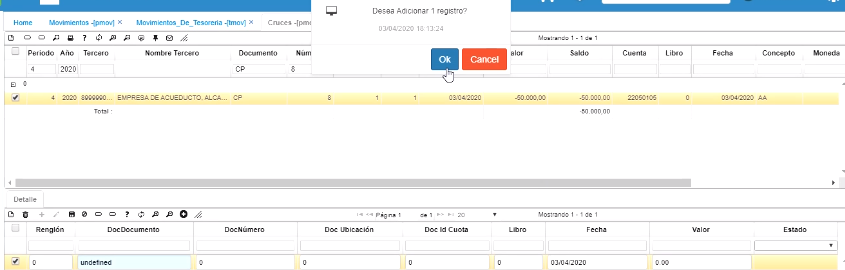 Desea Adicionar 1 registro?
03/04/2020 16:13:24
Ok Cancel
Home Movimientos -[pmov] × Movimientos_De_Tesoreria -[tmov] × Cruces -[pmo
Mostrando 1 - 1 de 1
Periodo Año Tercero Nombre Tercero Documento Número Valor Saldo Cuenta Libro Fecha Concepto Moneda
4 2020 CP 8
0
4 2020 8999990... EMPRESA DE ACUEDUCTO, ALCA... CP 8 1 1 03/04/2020 -50.000,00 -50.000,00 22050105 0 03/04/2020 AA
Total : -50.000,00
Detalle
Página 1 de 1 20 Mostrando 1 - 1 de 1
Renglón DocDocumento DocNúmero Doc Ubicación Doc Id Cuota Libro Fecha Valor Estado
0 undefined 0 0 0 0 03/04/2020 0.00